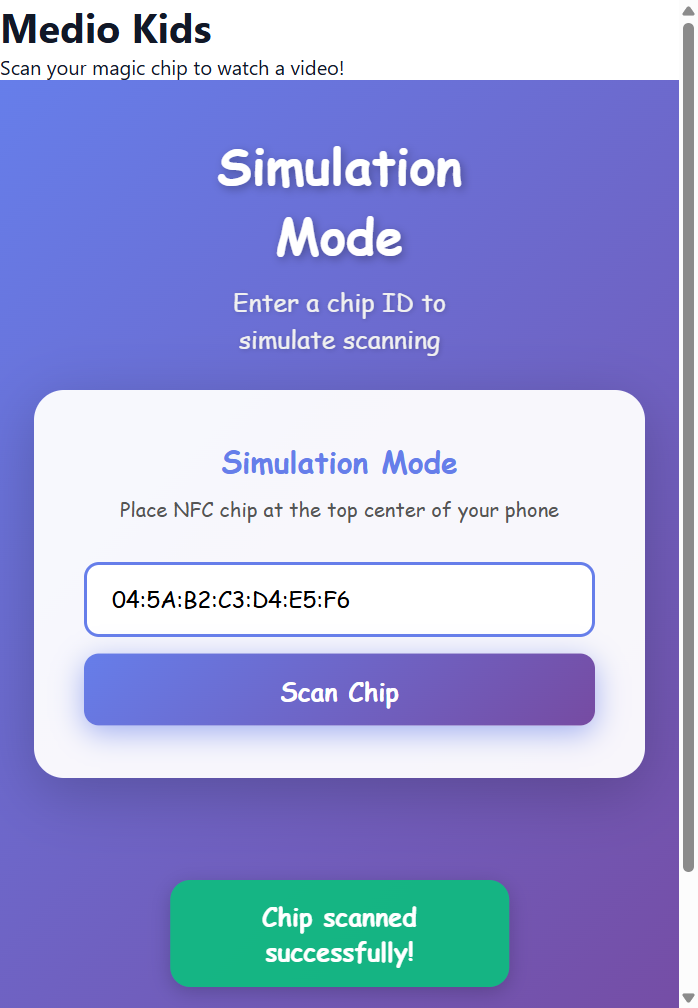 Medio Kids
Scan your magic chip to watch a video!
Simulation
Mode
Enter a chip ID to
simulate scanning
Simulation Mode
Place NFC chip at the top center of your phone
04:5A:B2:C3:D4:E5:F6
Scan Chip
Chip scanned
successfully!